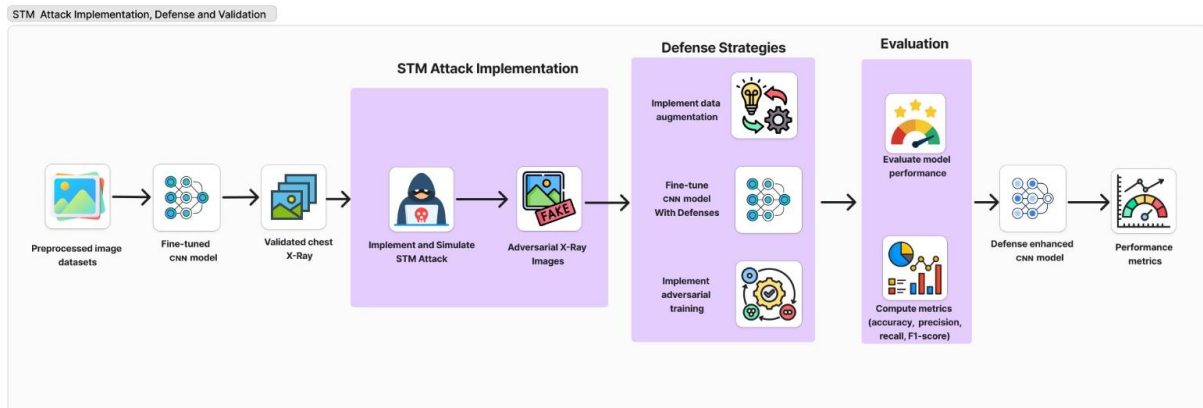 STM Attack Implementation, Defense and Validation
STM Attack Implementation
Defense Strategies
Evaluation
Preprocessed image
datasets
Fine-tuned
CNN model
Validated chest
X-Ray
Implement and Simulate
STM Attack
FAKE
Adversarial X-Ray
Images
Implement data
augmentation
Fine-tune
CNN model
With Defenses
Implement
adversarial
training
Evaluate model
performance
Compute metrics
(accuracy, precision,
recall, F1-score)
Defense enhanced
CNN model
Performance
metrics